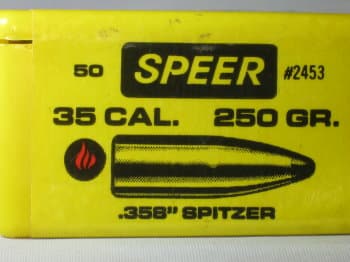 50 SPEER #2453
35 CAL. 250 GR.
.358" SPITZER